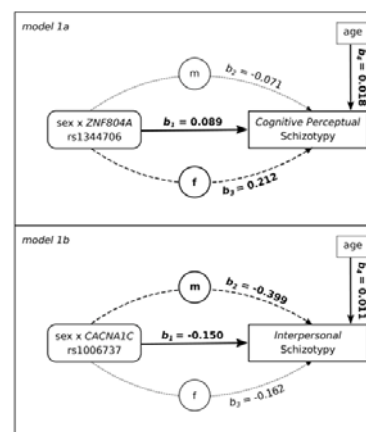 model 1a
age
m
b₂ = -0.071
b₄ = 0.018
sex x ZNF804A
rs1344706
b₁ = 0.089
Cognitive Perceptual
Schizotypy
f
b₃ = 0.212
model 1b
age
m
b₂ = -0.399
b₄ = 0.011
sex x CACNA1C
rs1006737
b₁ = -0.150
Interpersonal
Schizotypy
f
b₃ = -0.162